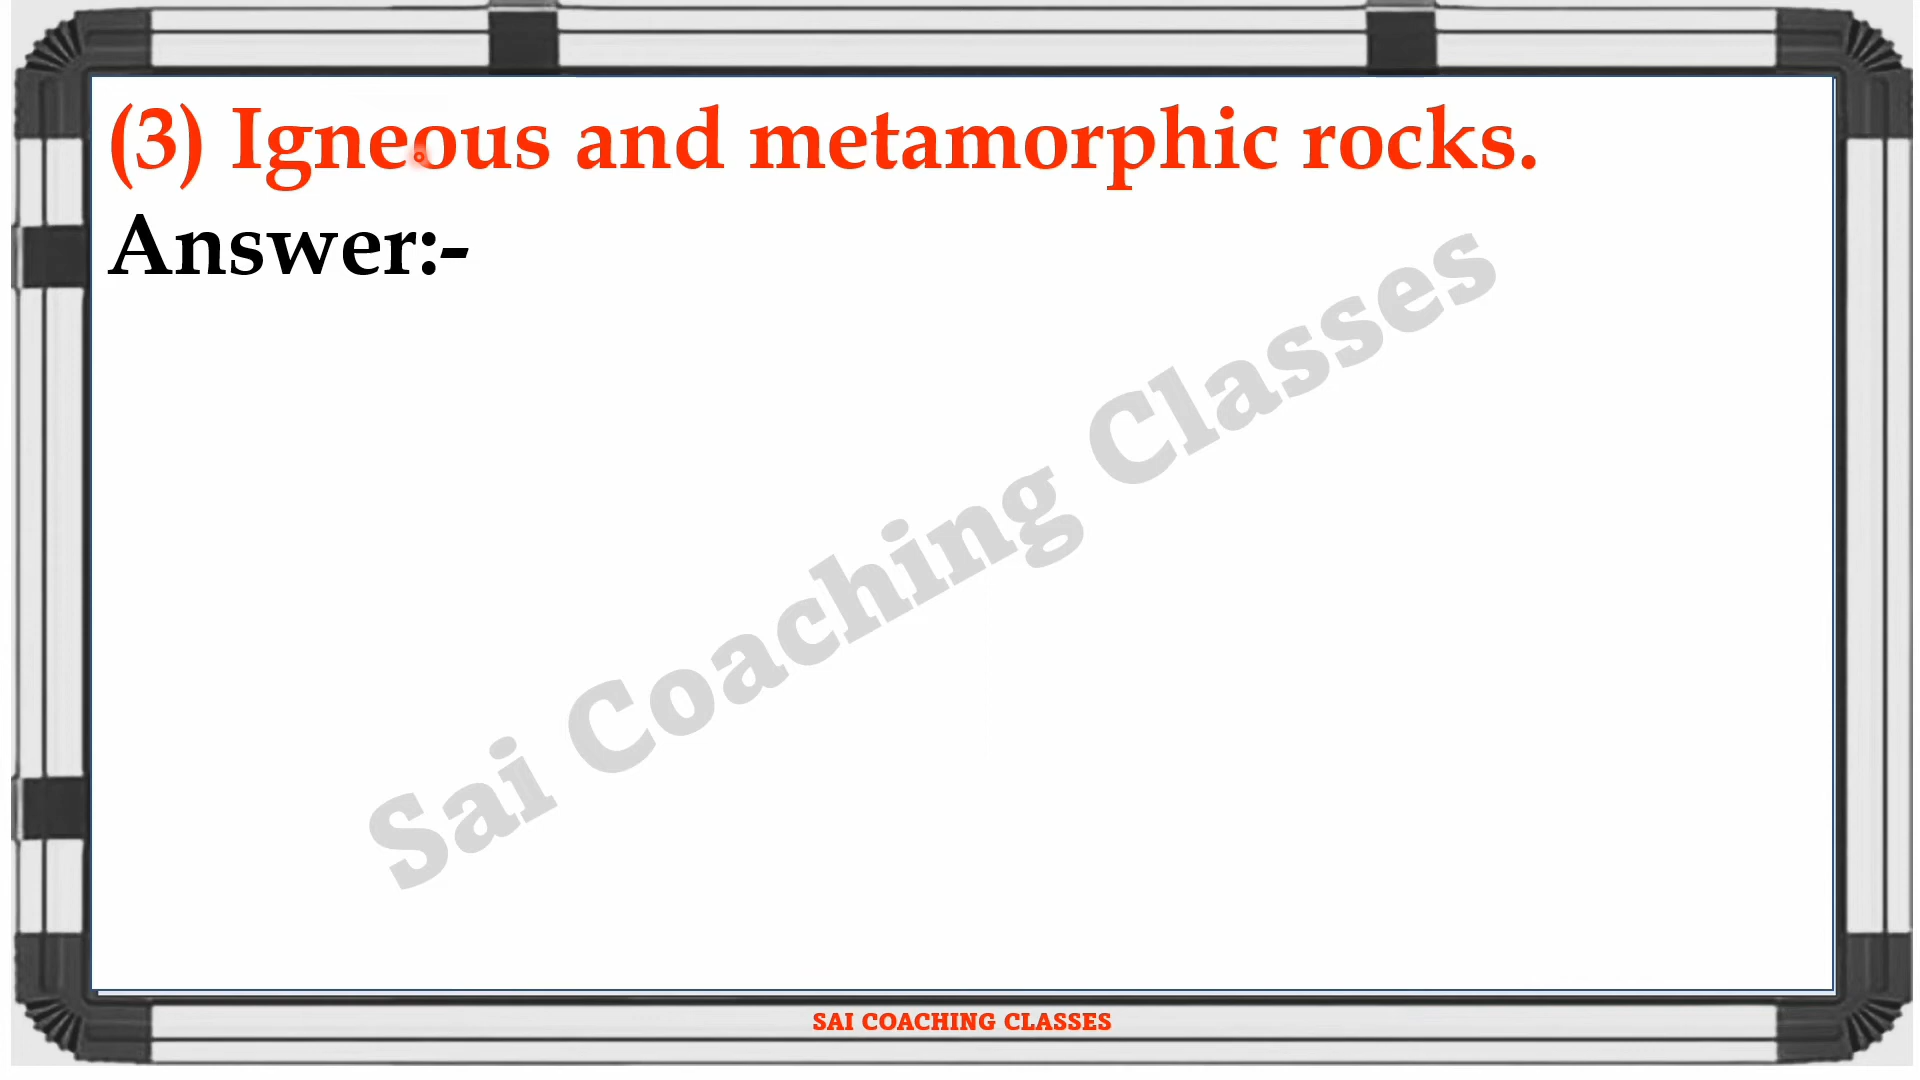 (3) Igneous and metamorphic rocks.
Answer:-
Sai Coaching Classes
SAI COACHING CLASSES